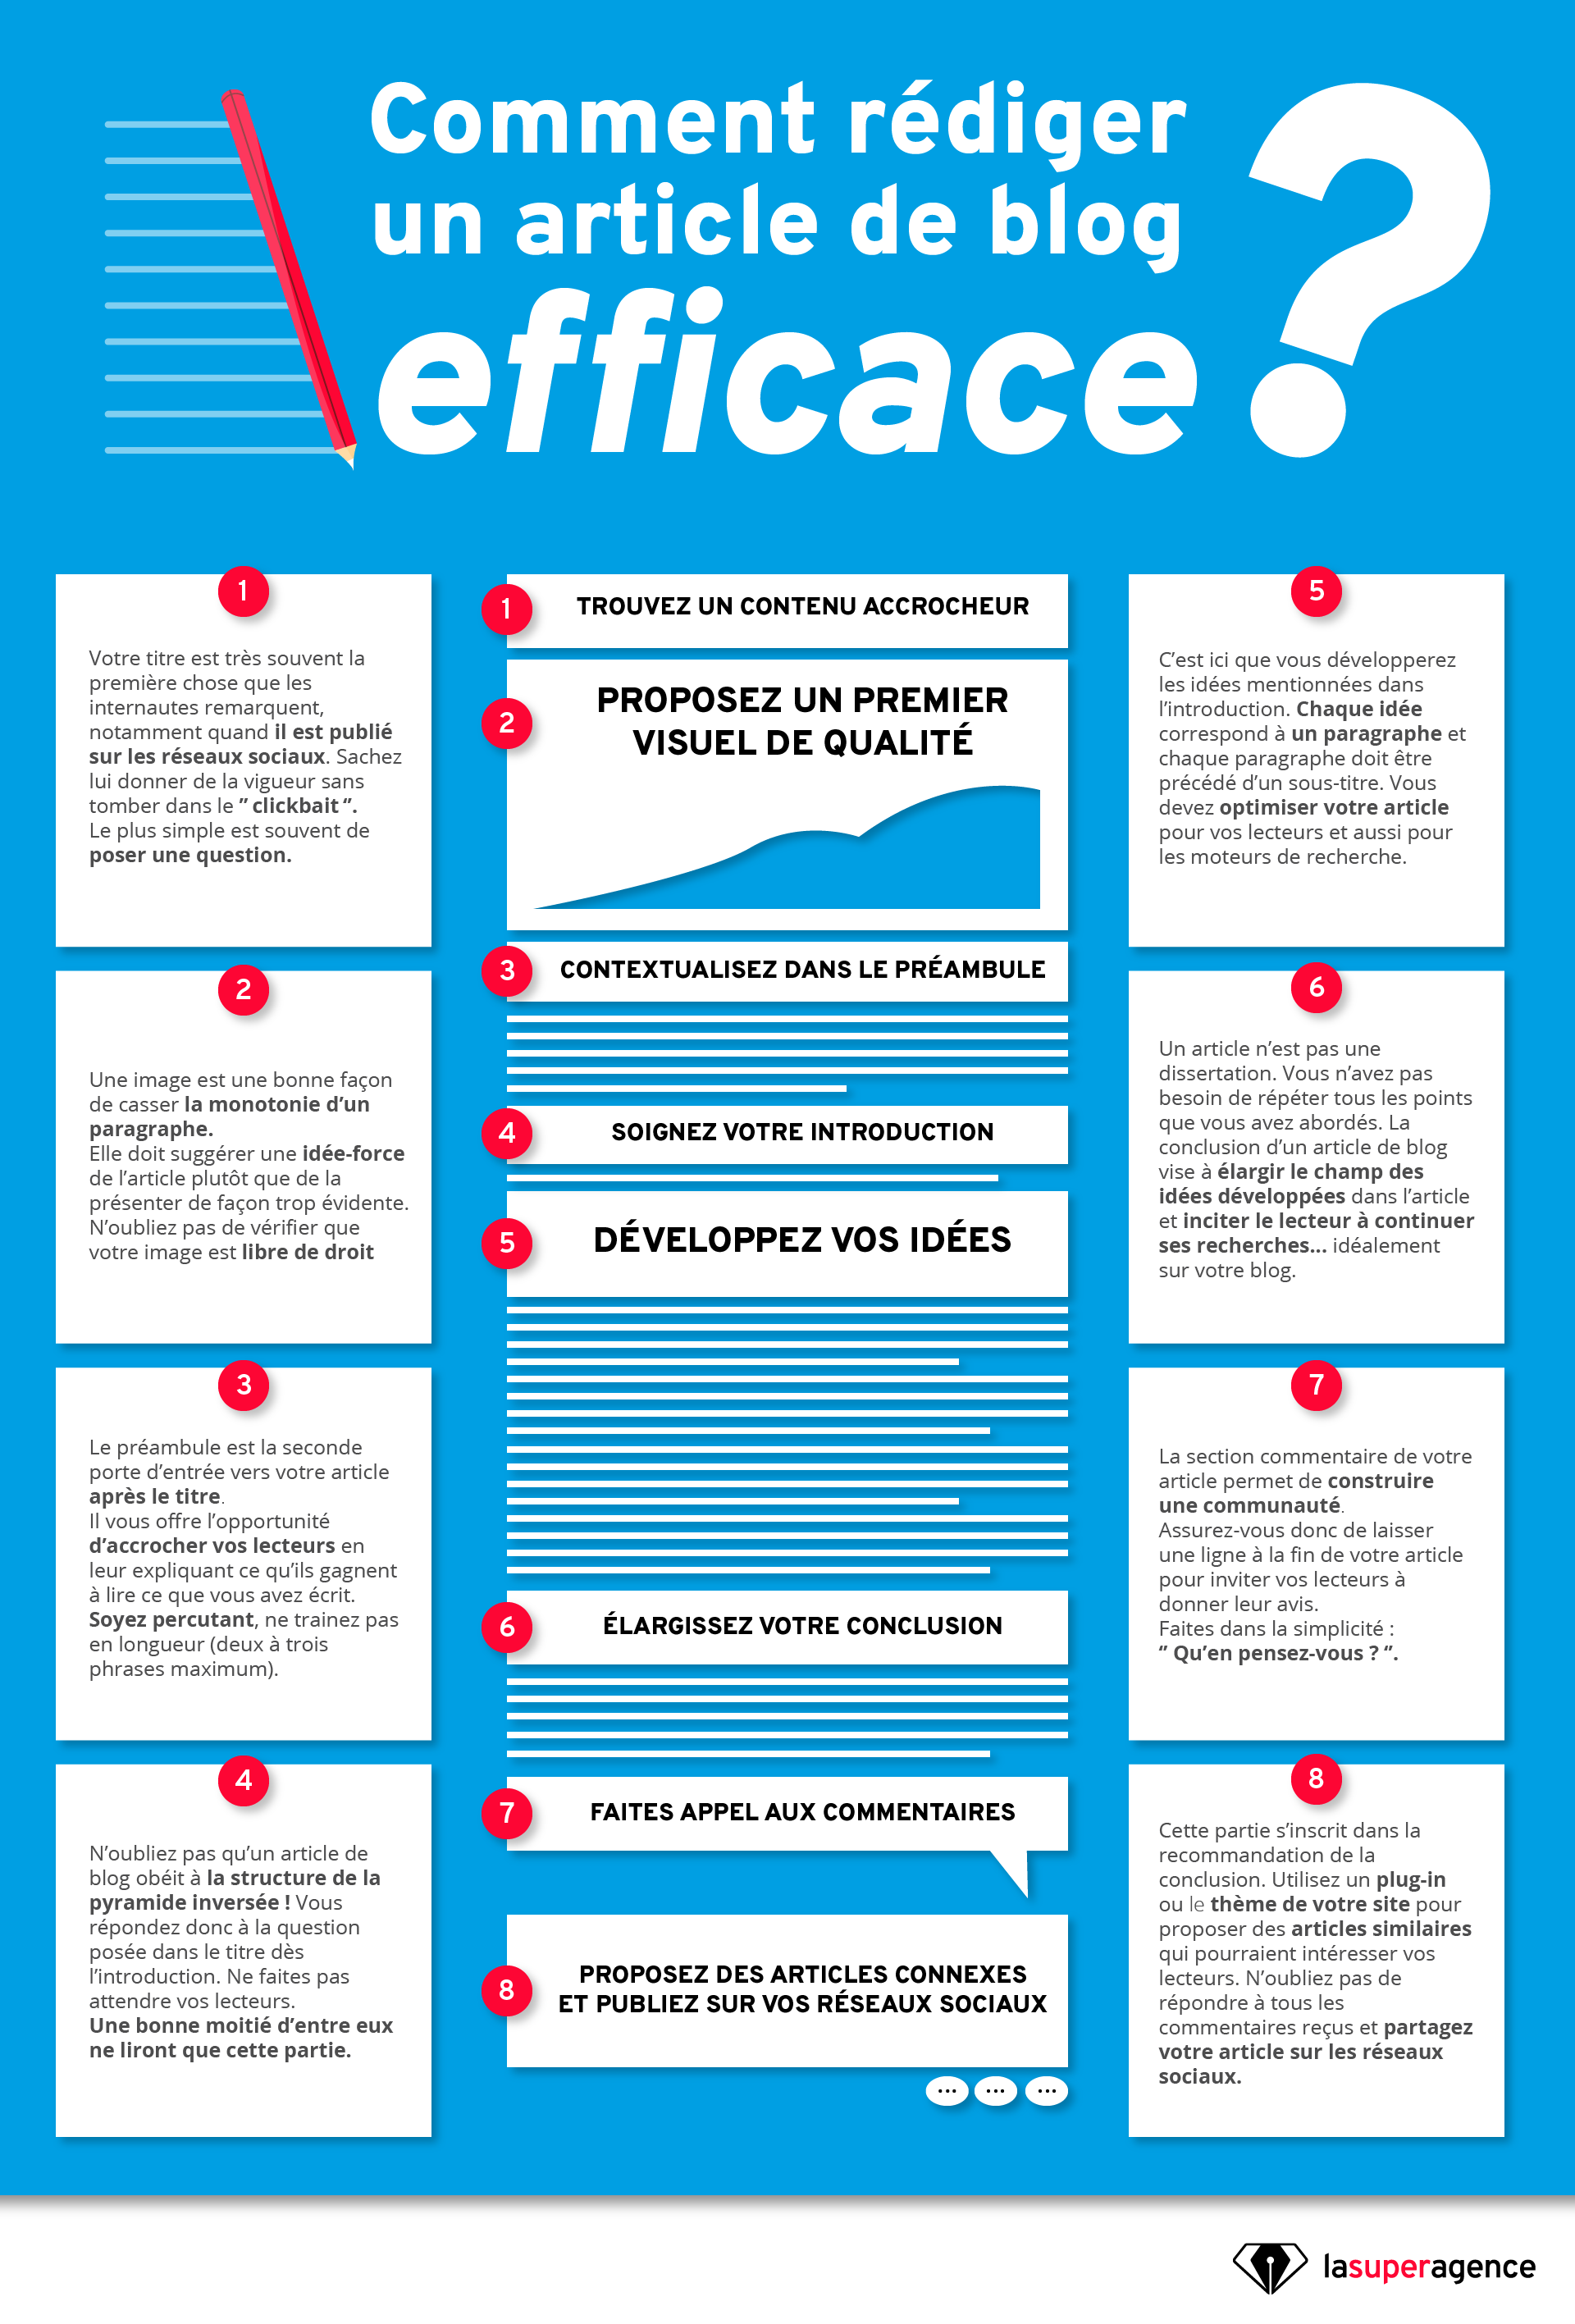 Comment rédiger
un article de blog
efficace ?
1
Votre titre est très souvent la
première chose que les
internautes remarquent,
notamment quand il est publié
sur les réseaux sociaux. Sachez
lui donner de la vigueur sans
tomber dans le ” clickbait “.
Le plus simple est souvent de
poser une question.
2
Une image est une bonne façon
de casser la monotonie d’un
paragraphe.
Elle doit suggérer une idée-force
de l’article plutôt que de la
présenter de façon trop évidente.
N’oubliez pas de vérifier que
votre image est libre de droit
3
Le préambule est la seconde
porte d’entrée vers votre article
après le titre.
Il vous offre l’opportunité
d’accrocher vos lecteurs en
leur expliquant ce qu’ils gagnent
à lire ce que vous avez écrit.
Soyez percutant, ne trainez pas
en longueur (deux à trois
phrases maximum).
4
N’oubliez pas qu’un article de
blog obéit à la structure de la
pyramide inversée ! Vous
répondez donc à la question
posée dans le titre dès
l’introduction. Ne faites pas
attendre vos lecteurs.
Une bonne moitié d’entre eux
ne liront que cette partie.
1
TROUVEZ UN CONTENU ACCROCHEUR
2
PROPOSEZ UN PREMIER
VISUEL DE QUALITÉ
3
CONTEXTUALISEZ DANS LE PRÉAMBULE
4
SOIGNEZ VOTRE INTRODUCTION
5
DÉVELOPPEZ VOS IDÉES
6
ÉLARGISSEZ VOTRE CONCLUSION
7
FAITES APPEL AUX COMMENTAIRES
8
PROPOSEZ DES ARTICLES CONNEXES
ET PUBLIEZ SUR VOS RÉSEAUX SOCIAUX
... ... ...
5
C’est ici que vous développerez
les idées mentionnées dans
l’introduction. Chaque idée
correspond à un paragraphe et
chaque paragraphe doit être
précédé d’un sous-titre. Vous
devez optimiser votre article
pour vos lecteurs et aussi pour
les moteurs de recherche.
6
Un article n’est pas une
dissertation. Vous n’avez pas
besoin de répéter tous les points
que vous avez abordés. La
conclusion d’un article de blog
vise à élargir le champ des
idées développées dans l’article
et inciter le lecteur à continuer
ses recherches... idéalement
sur votre blog.
7
La section commentaire de votre
article permet de construire
une communauté.
Assurez-vous donc de laisser
une ligne à la fin de votre article
pour inviter vos lecteurs à
donner leur avis.
Faites dans la simplicité :
” Qu’en pensez-vous ? “.
8
Cette partie s’inscrit dans la
recommandation de la
conclusion. Utilisez un plug-in
ou le thème de votre site pour
proposer des articles similaires
qui pourraient intéresser vos
lecteurs. N’oubliez pas de
répondre à tous les
commentaires reçus et partagez
votre article sur les réseaux
sociaux.
lasuperagence